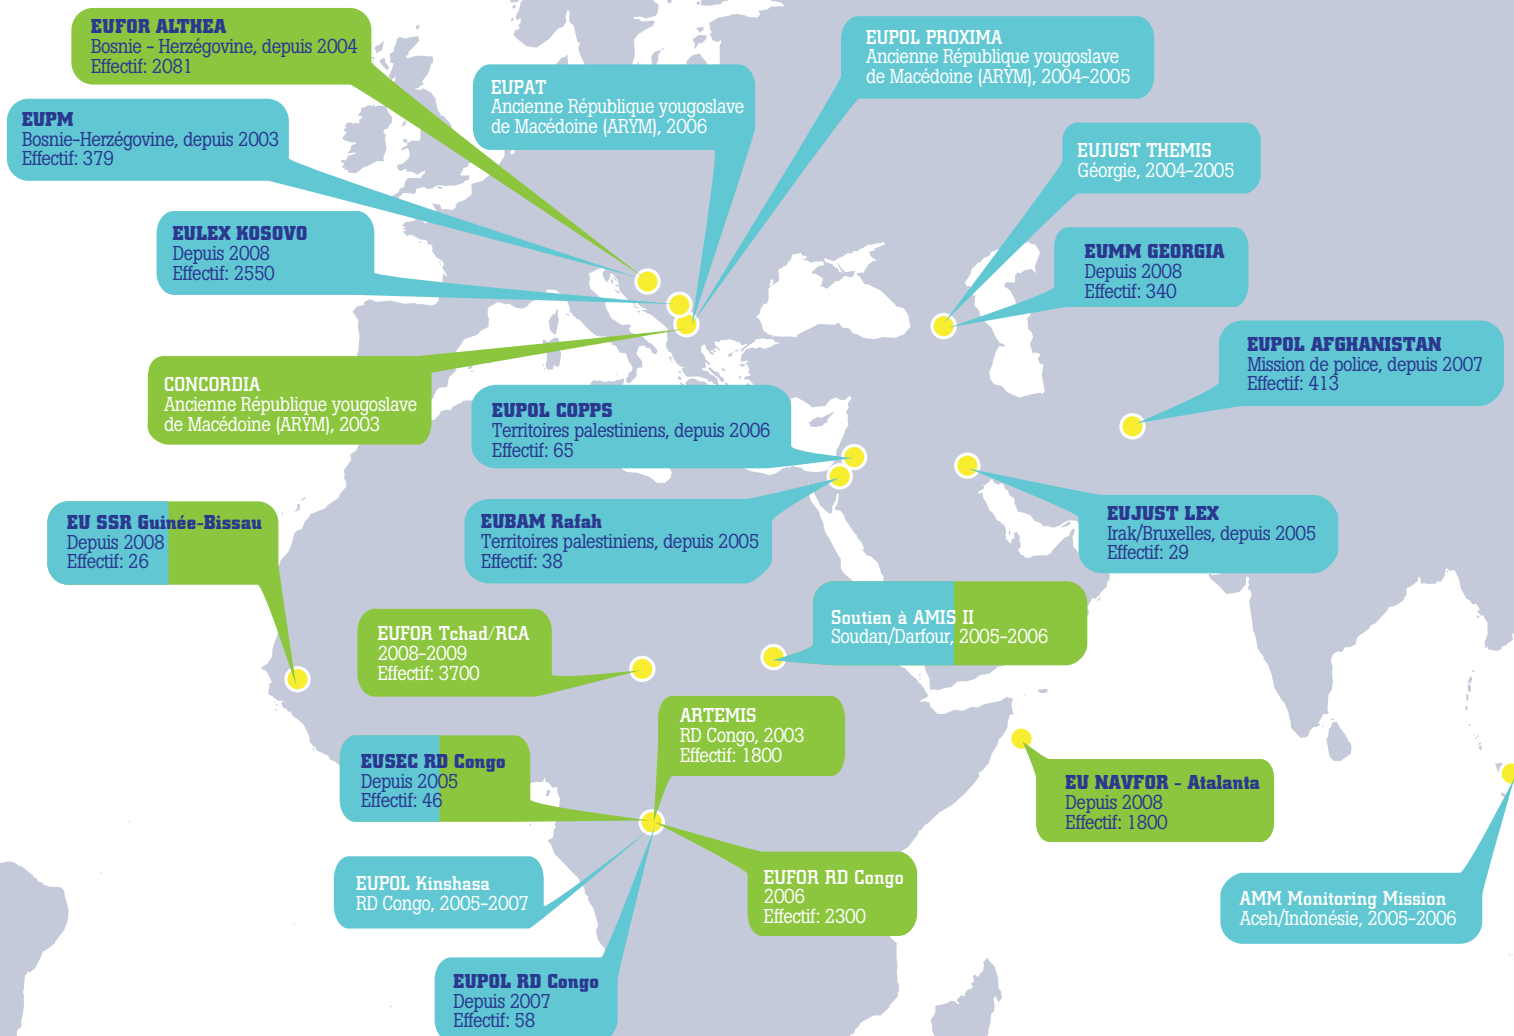 EUFOR ALTHEA
Bosnie - Herzégovine, depuis 2004
Effectif: 2081
EUPOL PROXIMA
Ancienne République yougoslave
de Macédoine (ARYM), 2004-2005
EUPAT
Ancienne République yougoslave
de Macédoine (ARYM), 2006
EUPM
Bosnie-Herzégovine, depuis 2003
Effectif: 379
EUJUST THEMIS
Géorgie, 2004-2005
EULEX KOSOVO
Depuis 2008
Effectif: 2550
EUMM GEORGIA
Depuis 2008
Effectif: 340
EUPOL AFGHANISTAN
Mission de police, depuis 2007
Effectif: 413
CONCORDIA
Ancienne République yougoslave
de Macédoine (ARYM), 2003
EUPOL COPPS
Territoires palestiniens, depuis 2006
Effectif: 65
EU SSR Guinée-Bissau
Depuis 2008
Effectif: 26
EUBAM Rafah
Territoires palestiniens, depuis 2005
Effectif: 38
EUJUST LEX
Irak/Bruxelles, depuis 2005
Effectif: 29
Soutien à AMIS II
Soudan/Darfour, 2005-2006
EUFOR Tchad/RCA
2008-2009
Effectif: 3700
ARTEMIS
RD Congo, 2003
Effectif: 1800
EUSEC RD Congo
Depuis 2005
Effectif: 46
EU NAVFOR - Atalanta
Depuis 2008
Effectif: 1800
EUPOL Kinshasa
RD Congo, 2005-2007
EUFOR RD Congo
2006
Effectif: 2300
AMM Monitoring Mission
Aceh/Indonésie, 2005-2006
EUPOL RD Congo
Depuis 2007
Effectif: 58